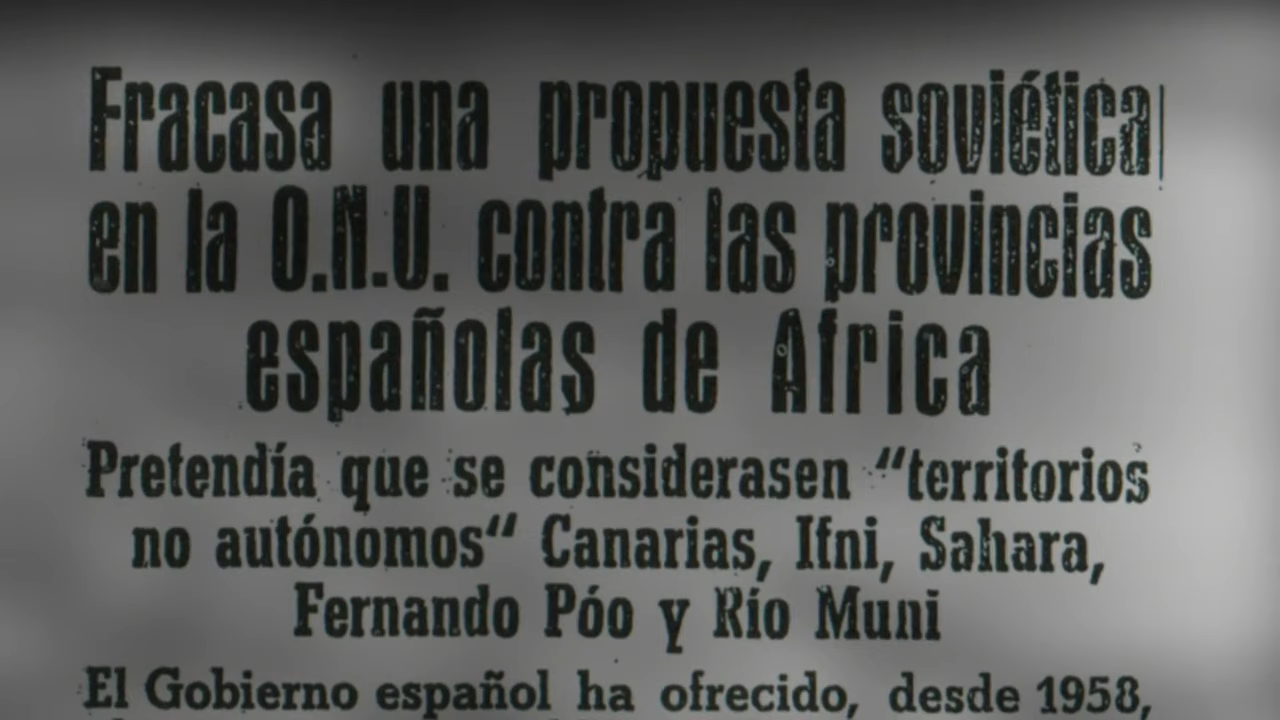 Fracasa una propuesta soviética
en la O.N.U. contra las provincias
españolas de Africa
Pretendía que se considerasen “territorios
no autónomos“ Canarias, Ifni, Sahara,
Fernando Póo y Río Muni
El Gobierno español ha ofrecido, desde 1958,